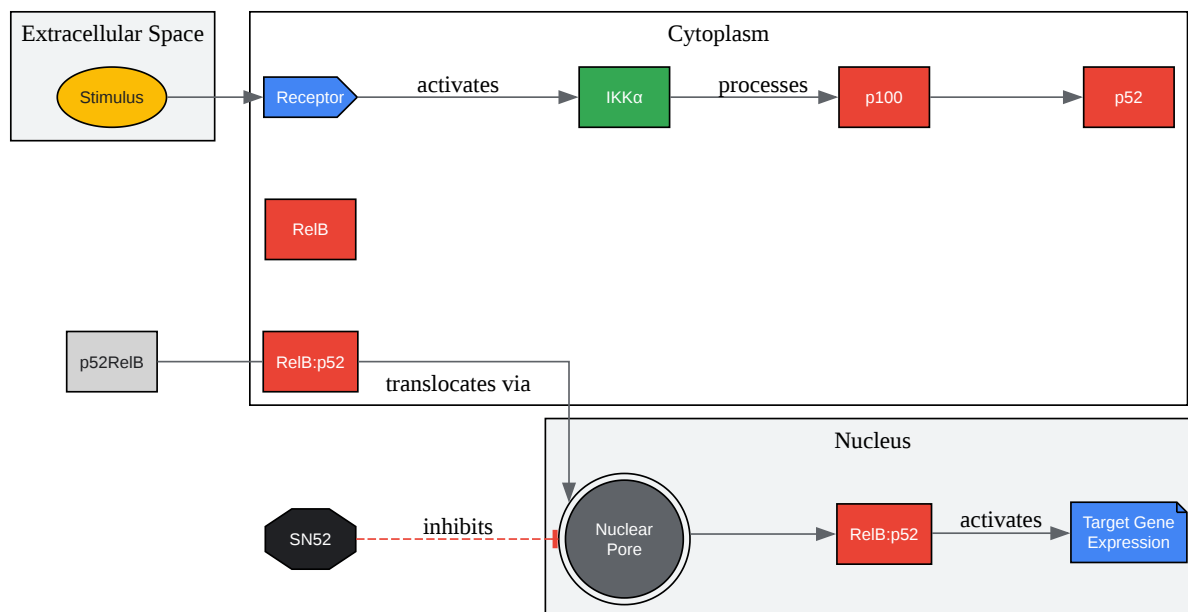 Extracellular Space
Cytoplasm
Stimulus
Receptor
activates
IKKα
processes
p100
p52
RelB
p52RelB
RelB:p52
translocates via
Nucleus
SN52
inhibits
Nuclear
Pore
RelB:p52
activates
Target Gene
Expression